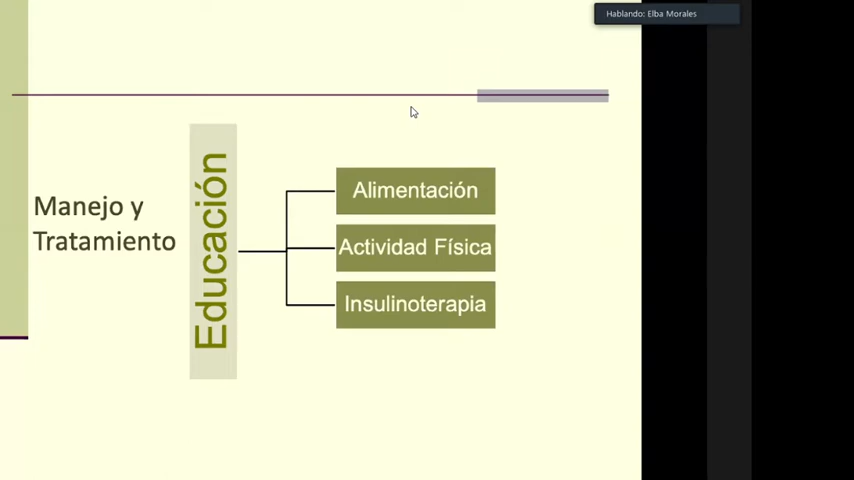 Hablando: Elba Morales
Manejo y
Tratamiento
Educación
Alimentación
Actividad Física
Insulinoterapia